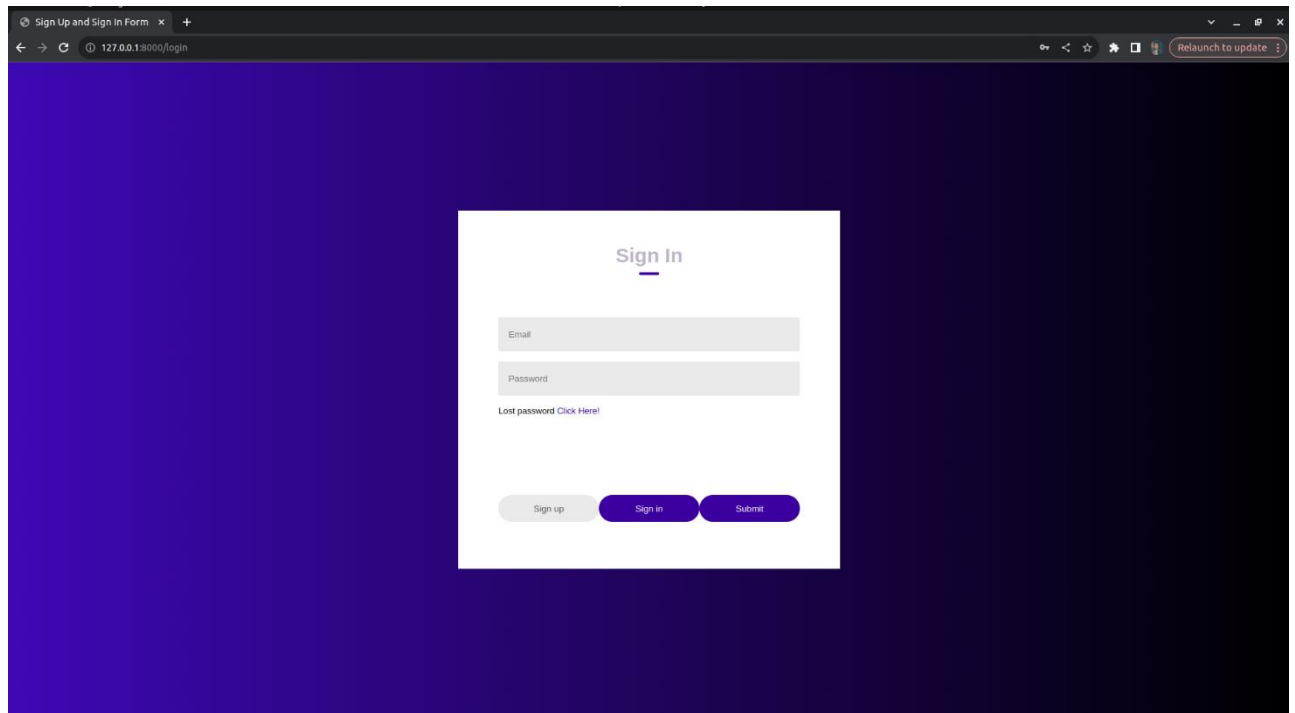 Sign Up and Sign In Form
127.0.0.1:8000/login
Relaunch to update
Sign In
Email
Password
Lost password Click Here!
Sign up Sign in Submit